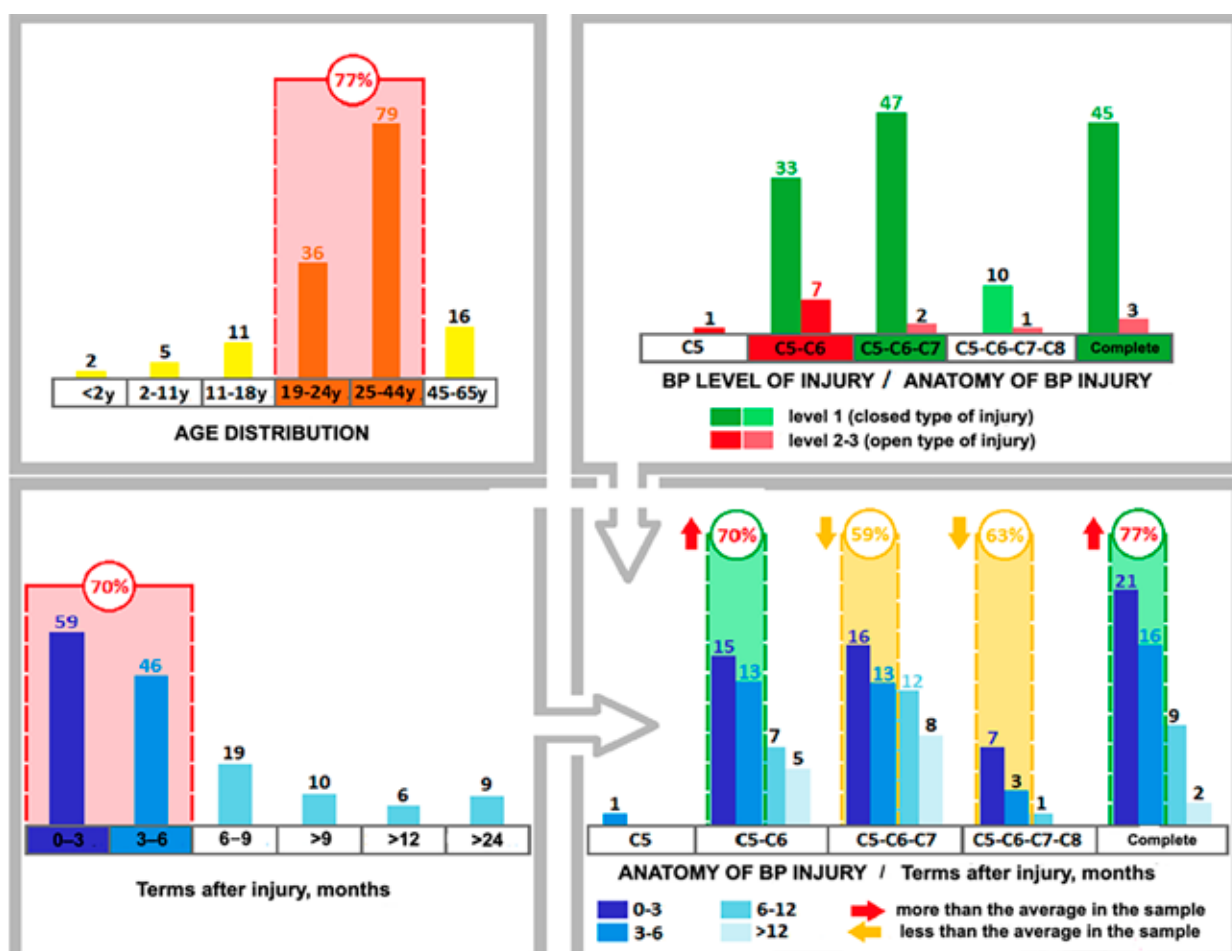 77%
79
36
16
11
5
2
<2y 2-11y 11-18y 19-24y 25-44y 45-65y
AGE DISTRIBUTION
47
45
33
10
7
3
2
1
1
C5 C5-C6 C5-C6-C7 C5-C6-C7-C8 Complete
BP LEVEL OF INJURY / ANATOMY OF BP INJURY
level 1 (closed type of injury)
level 2-3 (open type of injury)
70%
59
46
19
10
6
9
0-3 3-6 6-9 >9 >12 >24
Terms after injury, months
70% 59% 63% 77%
1
15 13 7 5
16 13 12 8
7 3 1
21 16 9 2
C5 C5-C6 C5-C6-C7 C5-C6-C7-C8 Complete
ANATOMY OF BP INJURY / Terms after injury, months
0-3 6-12 more than the average in the sample
3-6 >12 less than the average in the sample